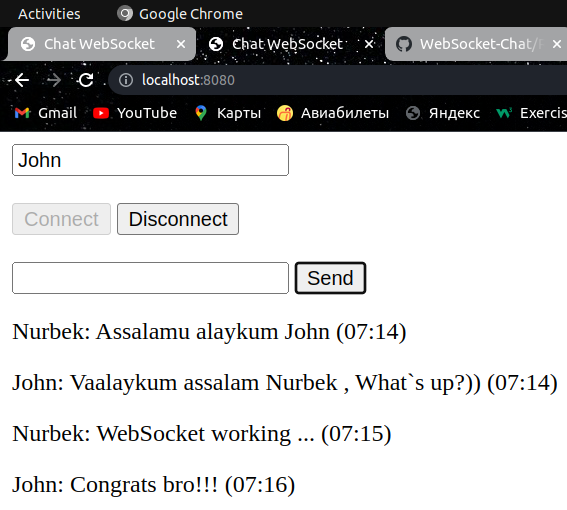 Activities Google Chrome
Chat WebSocket Chat WebSocket WebSocket-Chat/
localhost:8080
Gmail YouTube Карты Авиабилеты Яндекс Exercis
John
Connect Disconnect
Send
Nurbek: Assalamu alaykum John (07:14)
John: Vaalaykum assalam Nurbek , What`s up?)) (07:14)
Nurbek: WebSocket working ... (07:15)
John: Congrats bro!!! (07:16)